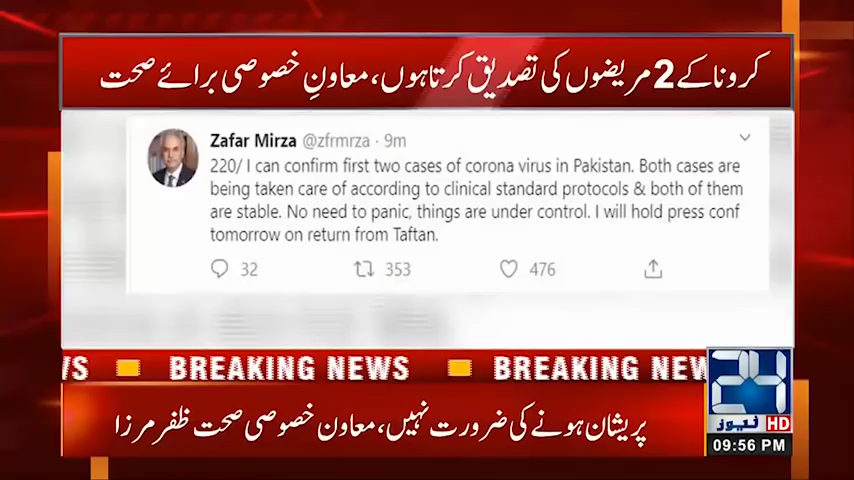 کرونا کے 2 مریضوں کی تصدیق کرتا ہوں، معاونِ خصوصی برائے صحت
Zafar Mirza @zfrmrza · 9m
220/ I can confirm first two cases of corona virus in Pakistan. Both cases are
being taken care of according to clinical standard protocols & both of them
are stable. No need to panic, things are under control. I will hold press conf
tomorrow on return from Taftan.
32 353 476
WS BREAKING NEWS BREAKING NEW
24
نیوز HD
پریشان ہونے کی ضرورت نہیں، معاون خصوصی صحت ظفر مرزا
09:56 PM